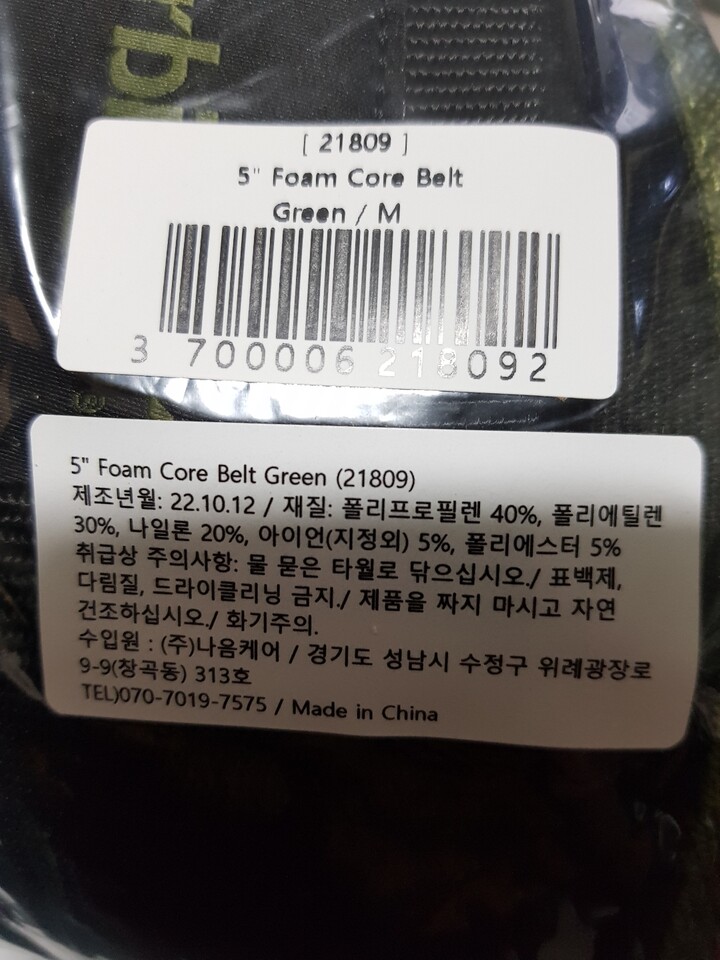 rb
[ 21809 ]
5" Foam Core Belt
Green / M
3 700006 218092
5" Foam Core Belt Green (21809)
제조년월: 22.10.12 / 재질: 폴리프로필렌 40%, 폴리에틸렌
30%, 나일론 20%, 아이언(지정외) 5%, 폴리에스터 5%
취급상 주의사항: 물 묻은 타월로 닦으십시오./ 표백제,
다림질, 드라이클리닝 금지./ 제품을 짜지 마시고 자연
건조하십시오./ 화기주의.
수입원 : (주)나음케어 / 경기도 성남시 수정구 위례광장로
9-9(창곡동) 313호
TEL)070-7019-7575 / Made in China